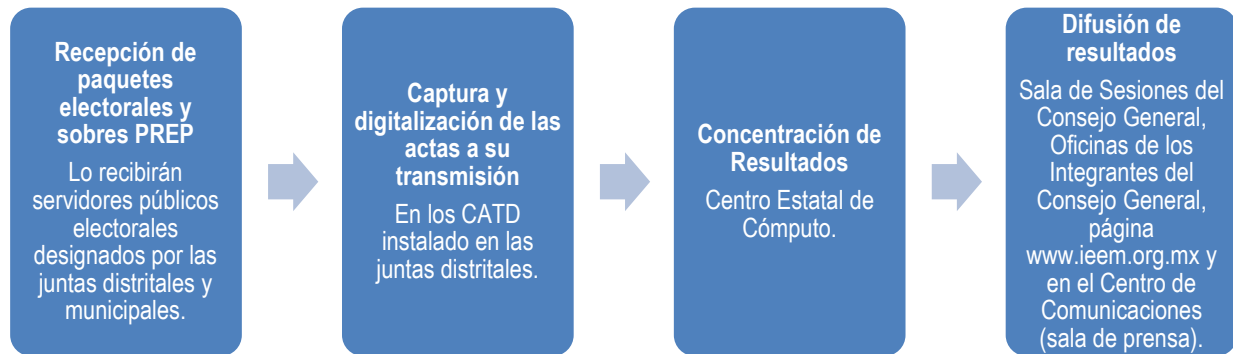 Recepción de
paquetes
electorales y
sobres PREP
Lo recibirán
servidores públicos
electorales
designados por las
juntas distritales y
municipales.
Captura y
digitalización de las
actas a su
transmisión
En los CATD
instalado en las
juntas distritales.
Concentración de
Resultados
Centro Estatal de
Cómputo.
Difusión de
resultados
Sala de Sesiones del
Consejo General,
Oficinas de los
Integrantes del
Consejo General,
página
www.ieem.org.mx y
en el Centro de
Comunicaciones
(sala de prensa).